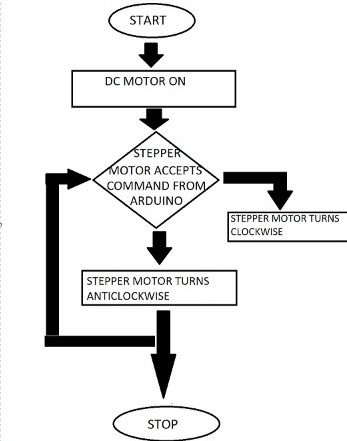 START
DC MOTOR ON
STEPPER
MOTOR ACCEPTS
COMMAND FROM
ARDUINO
STEPPER MOTOR TURNS
CLOCKWISE
STEPPER MOTOR TURNS
ANTICLOCKWISE
STOP